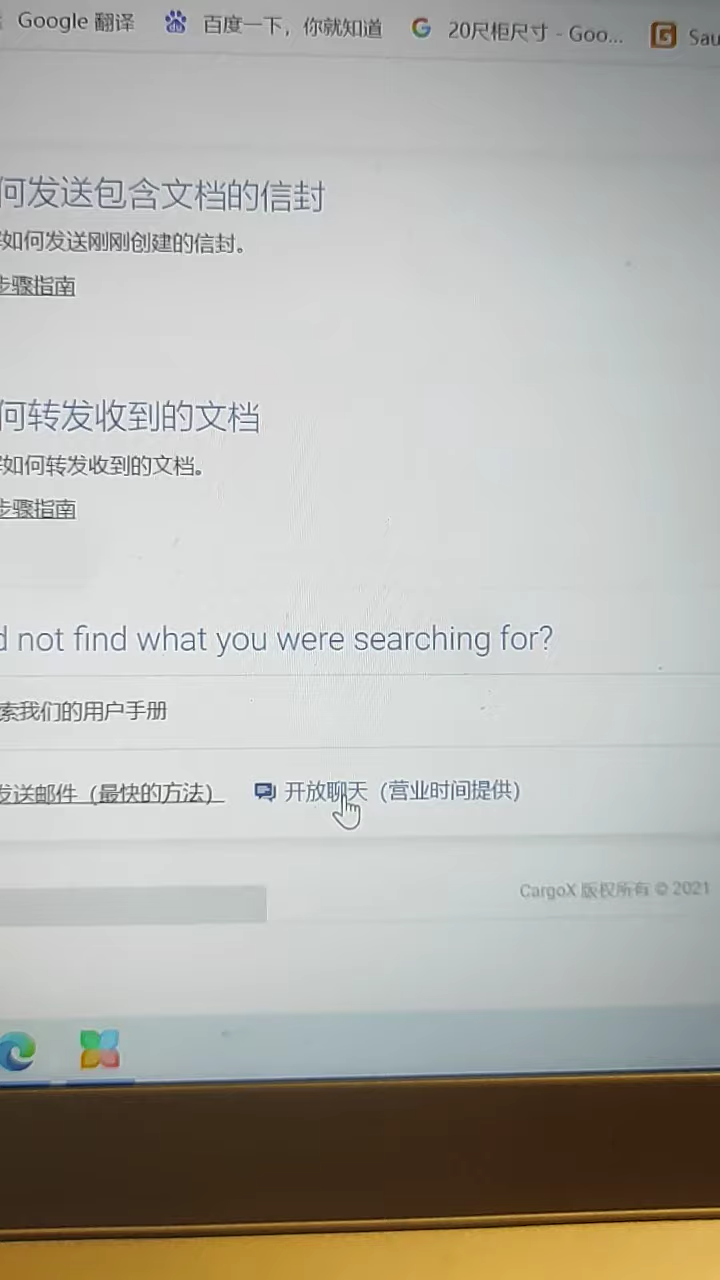 Google 翻译 百度一下，你就知道 20尺柜尺寸 - Goo... Sau
何发送包含文档的信封
如何发送刚刚创建的信封。
步骤指南
何转发收到的文档
如何转发收到的文档。
步骤指南
d not find what you were searching for?
索我们的用户手册
发送邮件（最快的方法） 开放聊天（营业时间提供）
CargoX 版权所有 © 2021